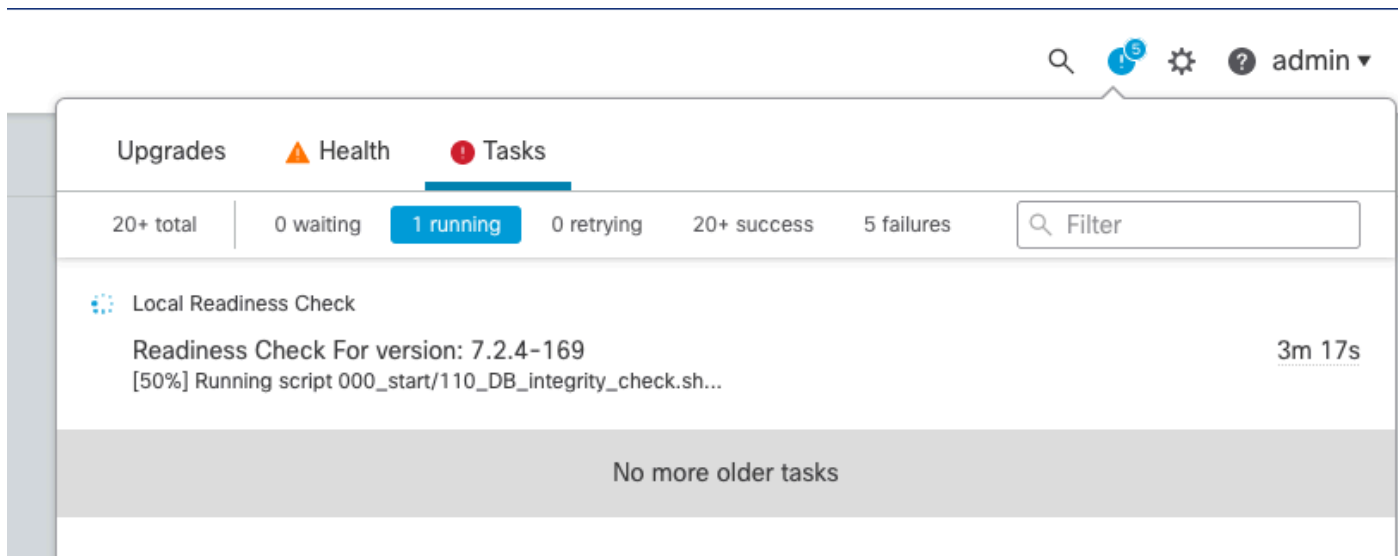 5 admin
Upgrades Health Tasks
20+ total 0 waiting 1 running 0 retrying 20+ success 5 failures Filter
Local Readiness Check
Readiness Check For version: 7.2.4-169 3m 17s
[50%] Running script 000_start/110_DB_integrity_check.sh...
No more older tasks